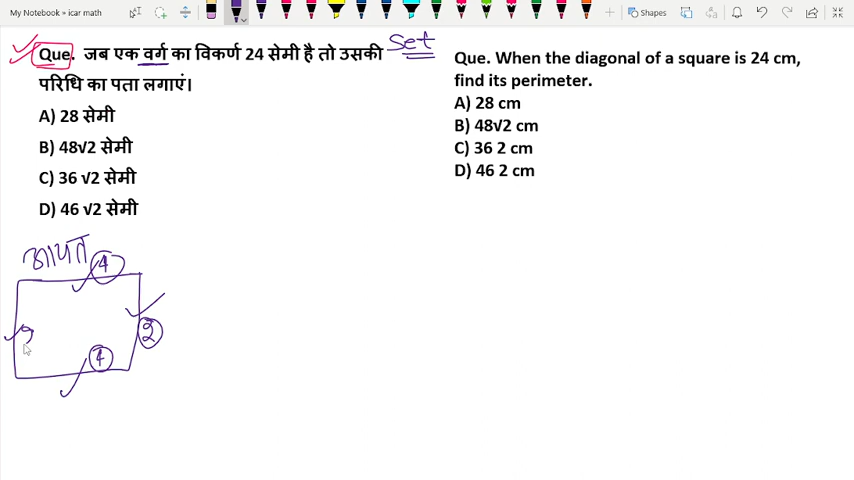 My Notebook » icar math
Shapes
Que. जब एक वर्ग का विकर्ण 24 सेमी है तो उसकी
परिधि का पता लगाएं।
A) 28 सेमी
B) 48√2 सेमी
C) 36 √2 सेमी
D) 46 √2 सेमी
Set
Que. When the diagonal of a square is 24 cm,
find its perimeter.
A) 28 cm
B) 48√2 cm
C) 36 2 cm
D) 46 2 cm
आयत
4
2
2
4